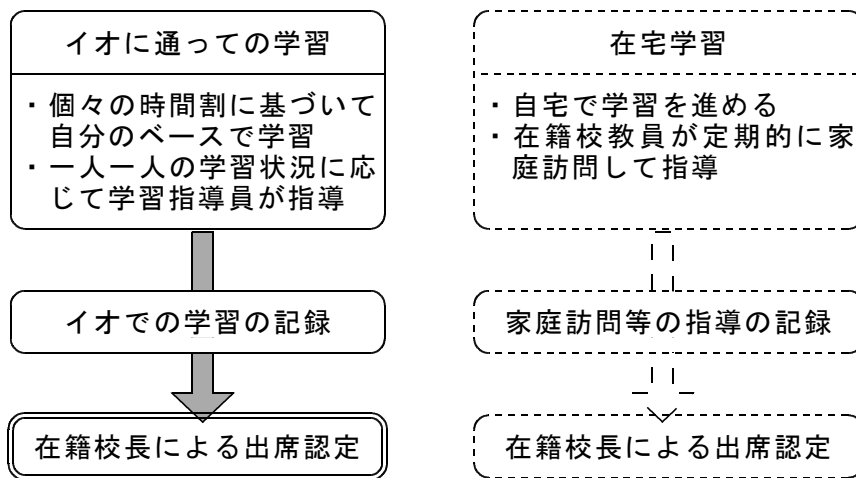 イオに通っての学習
・個々の時間割に基づいて
自分のペースで学習
・一人一人の学習状況に応
じて学習指導員が指導
イオでの学習の記録
在籍校長による出席認定
在宅学習
・自宅で学習を進める
・在籍校教員が定期的に家
庭訪問して指導
家庭訪問等の指導の記録
在籍校長による出席認定